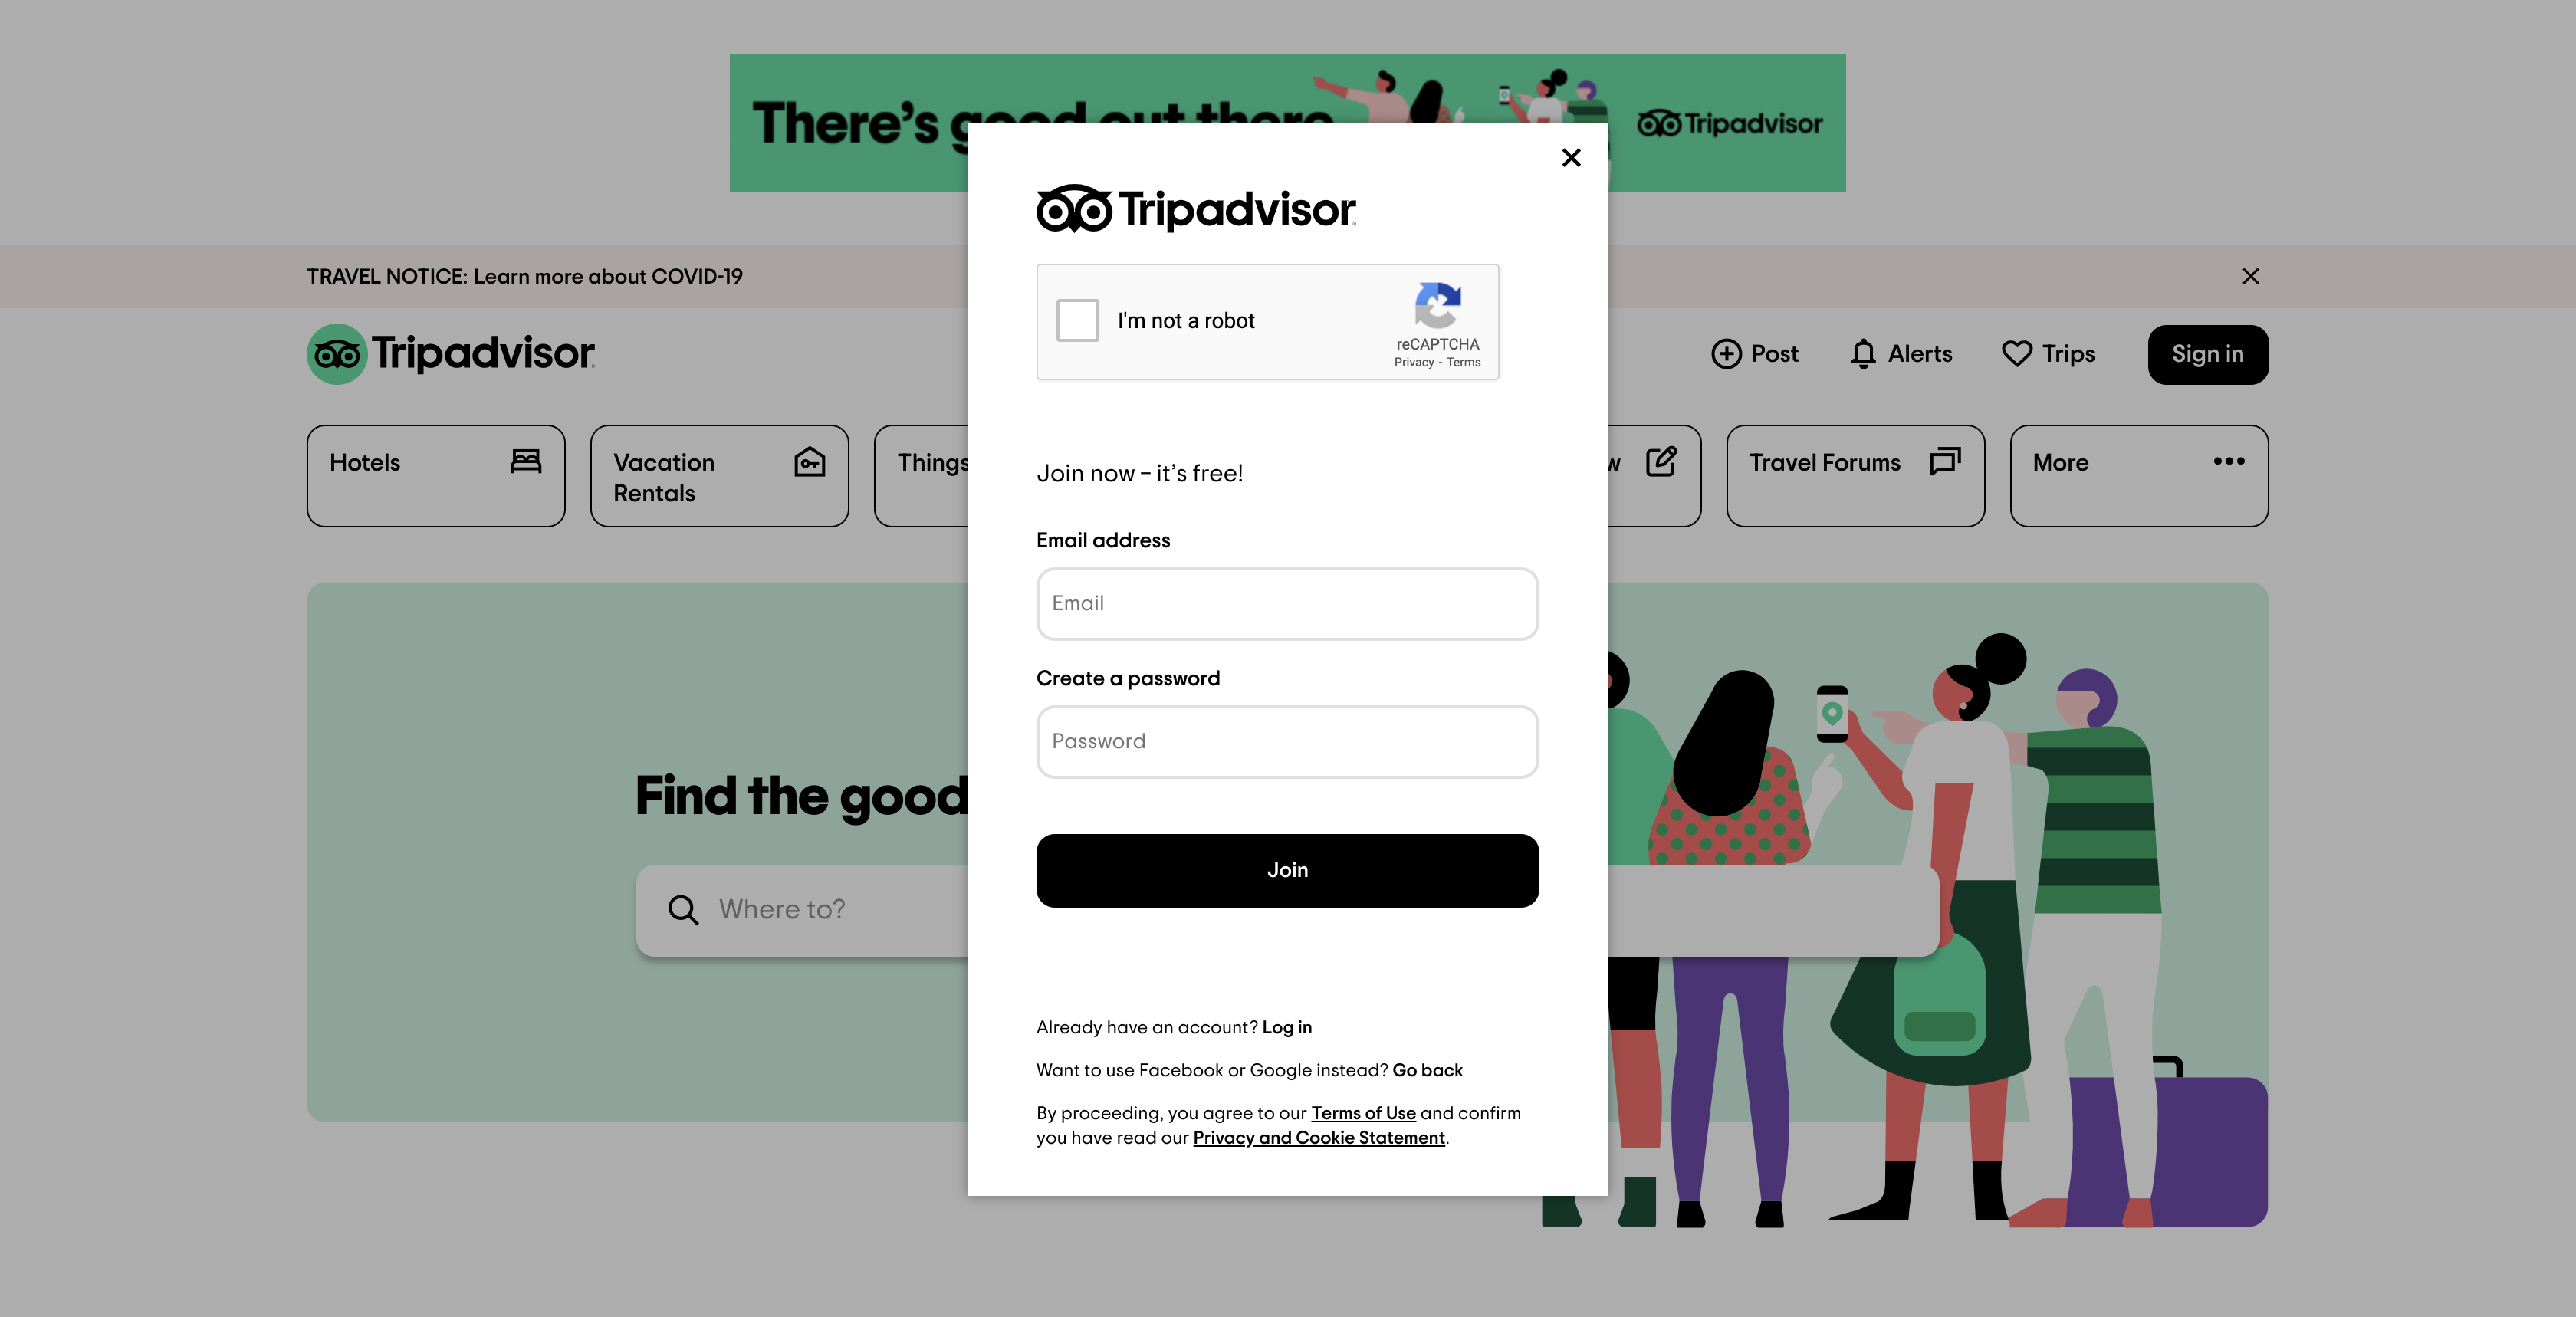 There's good out there
Tripadvisor
Tripadvisor
TRAVEL NOTICE: Learn more about COVID-19
I'm not a robot
reCAPTCHA
Privacy - Terms
Tripadvisor
Post
Alerts
Trips
Sign in
Hotels
Vacation
Rentals
Things
w
Travel Forums
More
Join now – it's free!
Email address
Email
Create a password
Password
Find the good
Where to?
Join
Already have an account? Log in
Want to use Facebook or Google instead? Go back
By proceeding, you agree to our Terms of Use and confirm
you have read our Privacy and Cookie Statement.